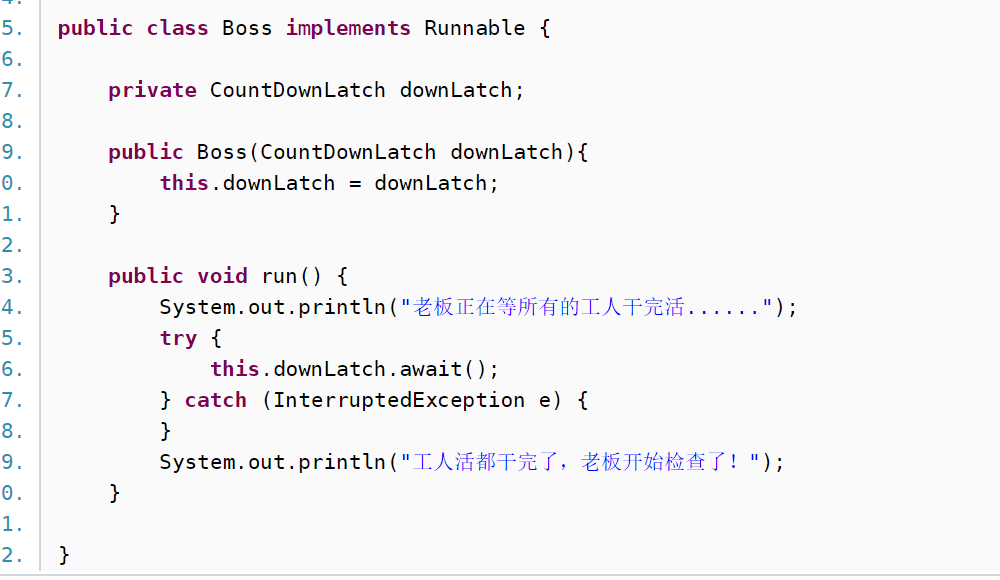 5. public class Boss implements Runnable {
6.
7.     private CountDownLatch downLatch;
8.
9.     public Boss(CountDownLatch downLatch){
0.         this.downLatch = downLatch;
1.     }
2.
3.     public void run() {
4.         System.out.println("老板正在等所有的工人干完活......");
5.         try {
6.             this.downLatch.await();
7.         } catch (InterruptedException e) {
8.         }
9.         System.out.println("工人活都干完了，老板开始检查了！");
0.     }
1.
2. }